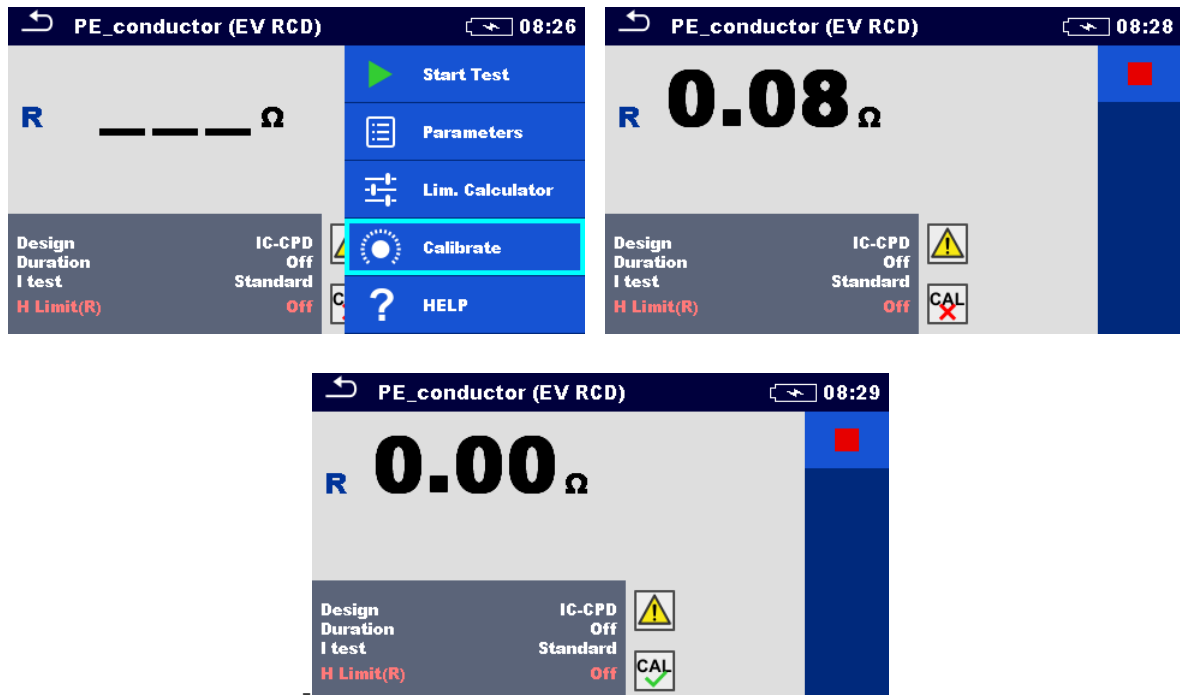 PE_conductor (EV RCD) 08:26
Start Test
R _ _ _ Ω
Parameters
Lim. Calculator
Design IC-CPD
Duration Off
I test Standard
H Limit(R) Off
Calibrate
? HELP
PE_conductor (EV RCD) 08:28
R 0.08 Ω
Design IC-CPD
Duration Off
I test Standard
H Limit(R) Off
CAL
PE_conductor (EV RCD) 08:29
R 0.00 Ω
Design IC-CPD
Duration Off
I test Standard
H Limit(R) Off
CAL